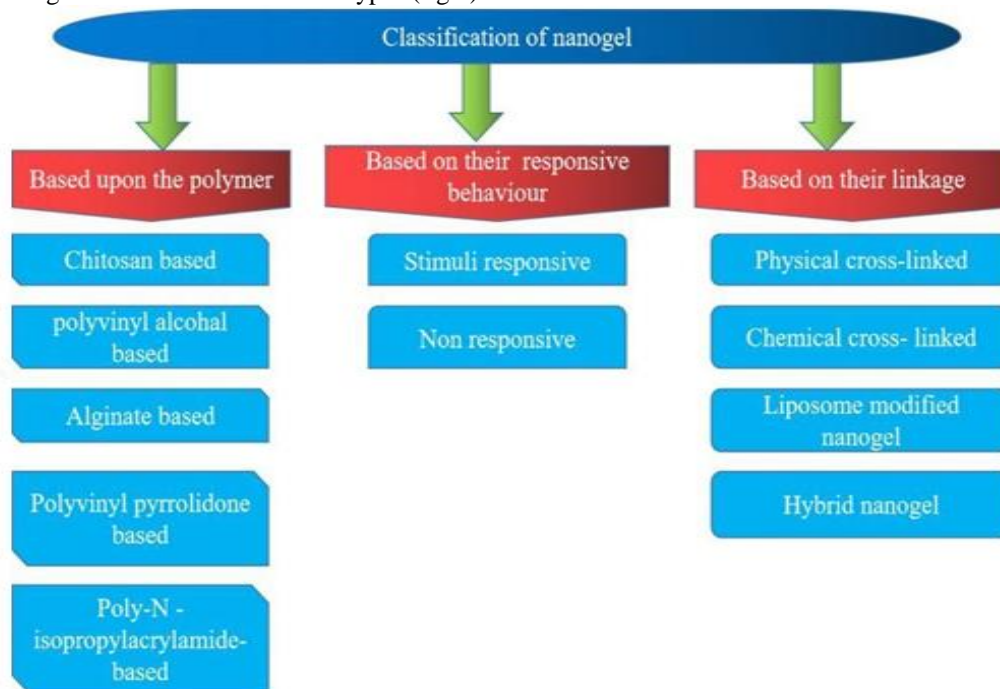 Classification of nanogel
Based upon the polymer
Chitosan based
polyvinyl alcohal
based
Alginate based
Polyvinyl pyrrolidone
based
Poly-N -
isopropylacrylamide-
based
Based on their responsive
behaviour
Stimuli responsive
Non responsive
Based on their linkage
Physical cross-linked
Chemical cross- linked
Liposome modified
nanogel
Hybrid nanogel